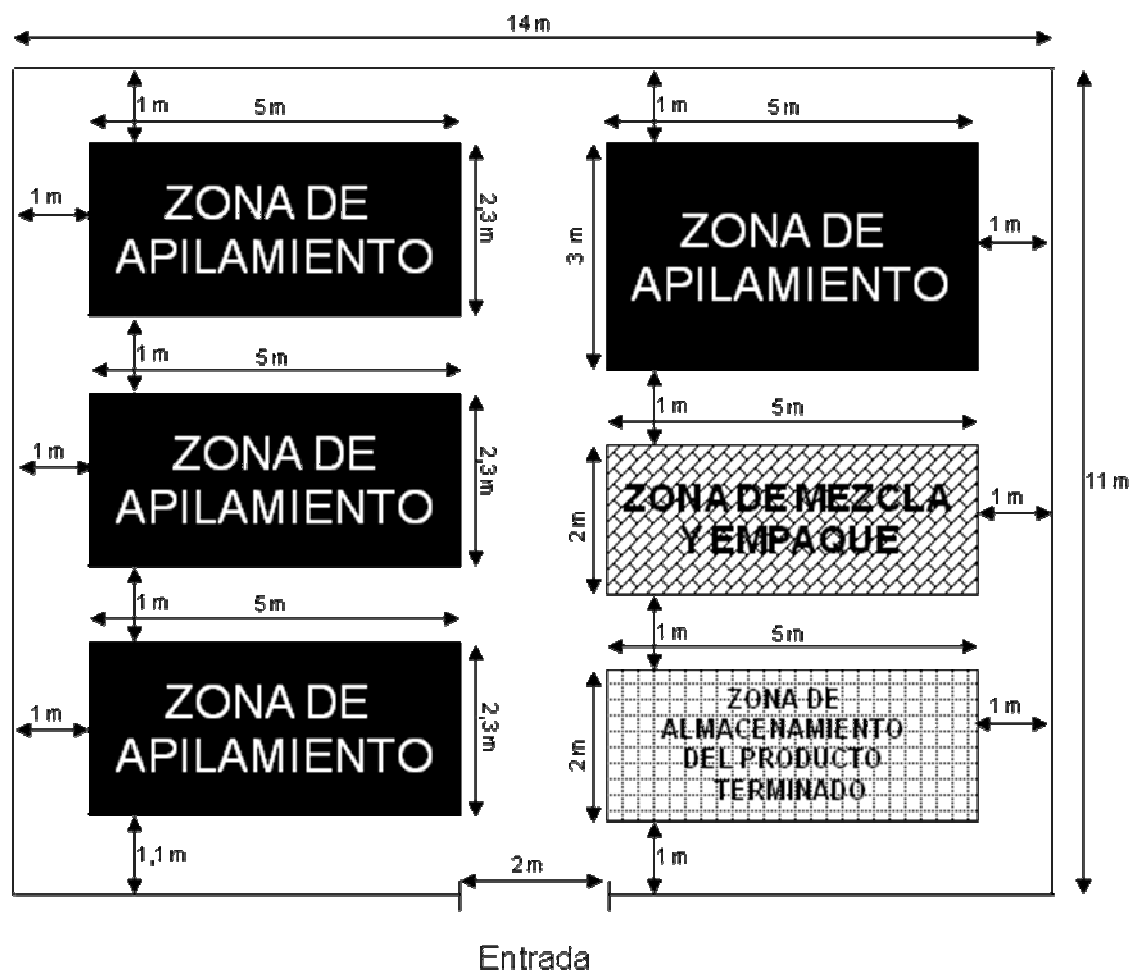 14 m
1 m
5 m
1 m
5 m
ZONA DE
APILAMIENTO
1 m
2,3 m
3 m
ZONA DE
APILAMIENTO
1 m
1 m
5 m
ZONA DE
APILAMIENTO
1 m
2,3 m
1 m
5 m
ZONA DE MEZCLA
Y EMPAQUE
2 m
1 m
11 m
1 m
5 m
ZONA DE
APILAMIENTO
1 m
2,3 m
1 m
5 m
ZONA DE
ALMACENAMIENTO
DEL PRODUCTO
TERMINADO
2 m
1 m
1,1 m
2 m
1 m
Entrada